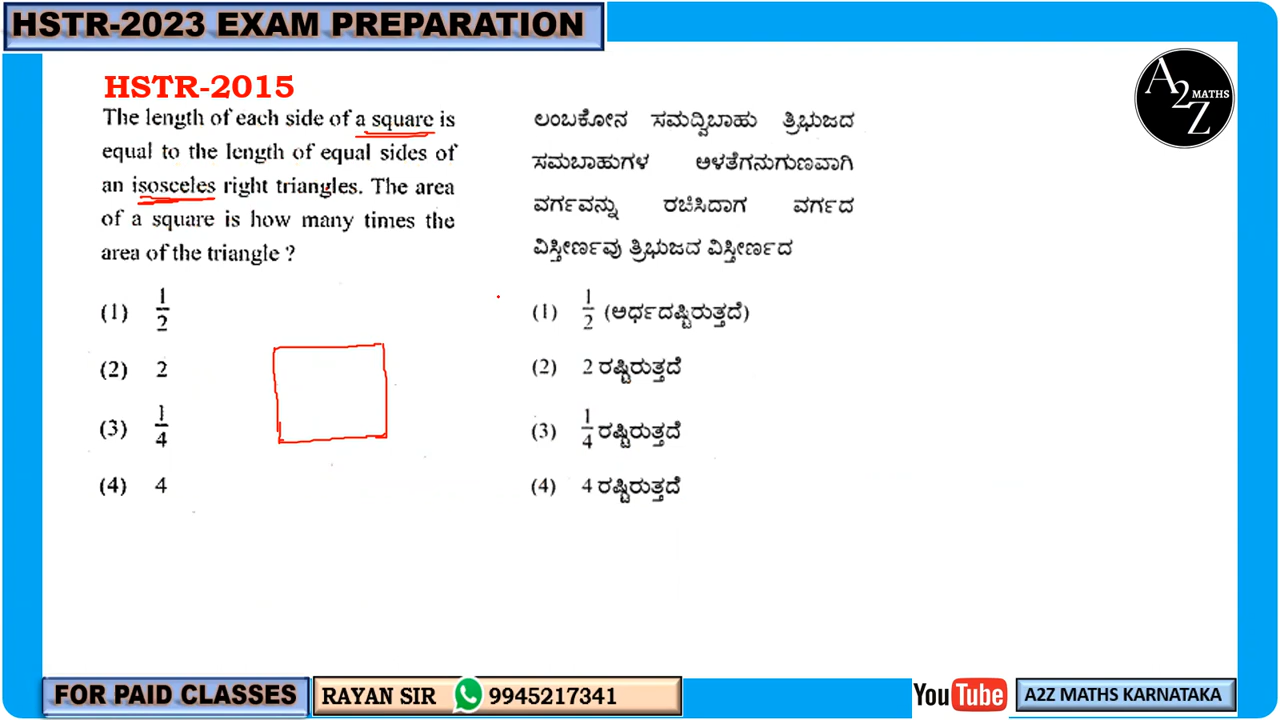 HSTR-2023 EXAM PREPARATION
A2Z MATHS
HSTR-2015
The length of each side of a square is
equal to the length of equal sides of
an isosceles right triangles. The area
of a square is how many times the
area of the triangle ?
(1) 1/2
(2) 2
(3) 1/4
(4) 4
ಲಂಬಕೋನ ಸಮದ್ವಿಬಾಹು ತ್ರಿಭುಜದ
ಸಮಬಾಹುಗಳ ಅಳತೆಗನುಗುಣವಾಗಿ
ವರ್ಗವನ್ನು ರಚಿಸಿದಾಗ ವರ್ಗದ
ವಿಸ್ತೀರ್ಣವು ತ್ರಿಭುಜದ ವಿಸ್ತೀರ್ಣದ
(1) 1/2 (ಅರ್ಧದಷ್ಟಿರುತ್ತದೆ)
(2) 2 ರಷ್ಟಿರುತ್ತದೆ
(3) 1/4 ರಷ್ಟಿರುತ್ತದೆ
(4) 4 ರಷ್ಟಿರುತ್ತದೆ
FOR PAID CLASSES
RAYAN SIR 9945217341
YouTube
A2Z MATHS KARNATAKA